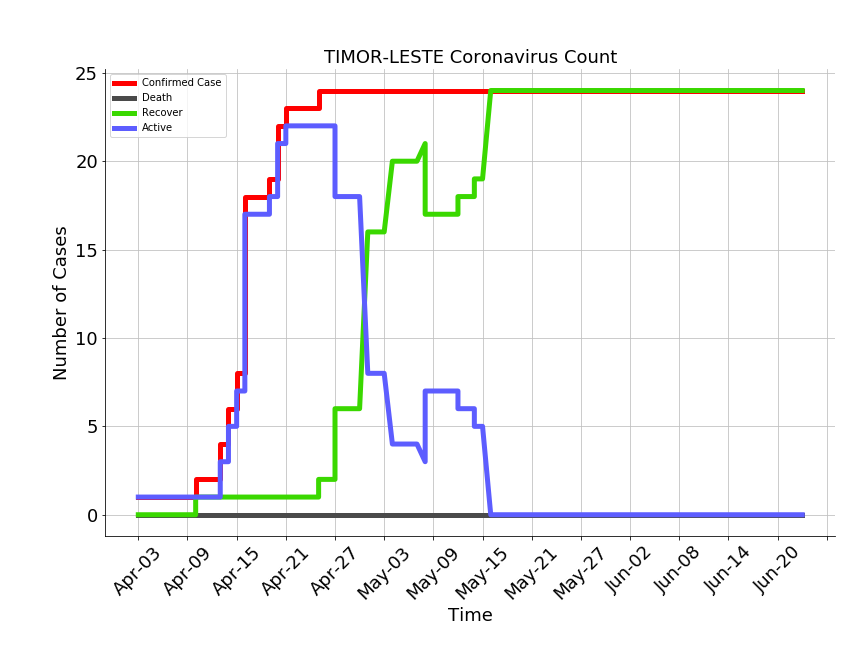 TIMOR-LESTE Coronavirus Count
Confirmed Case
Death
Recover
Active
Number of Cases
25
20
15
10
5
0
Apr-03
Apr-09
Apr-15
Apr-21
Apr-27
May-03
May-09
May-15
May-21
May-27
Jun-02
Jun-08
Jun-14
Jun-20
Time